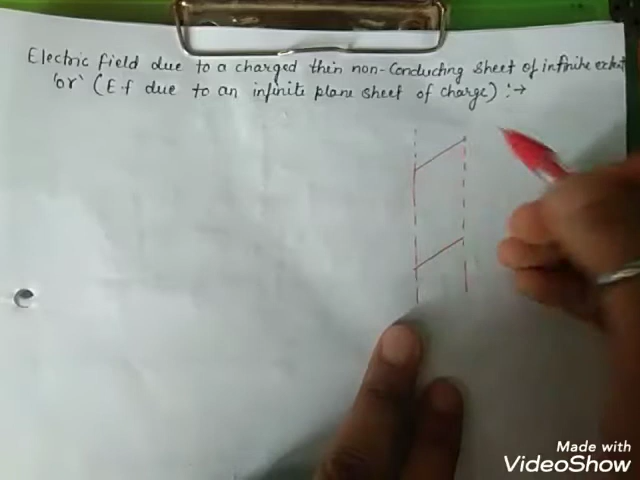 Electric field due to a charged thin non-Conducting sheet of infinite extent
'or' (E.f due to an infinite plane sheet of charge) :→
Made with
VideoShow